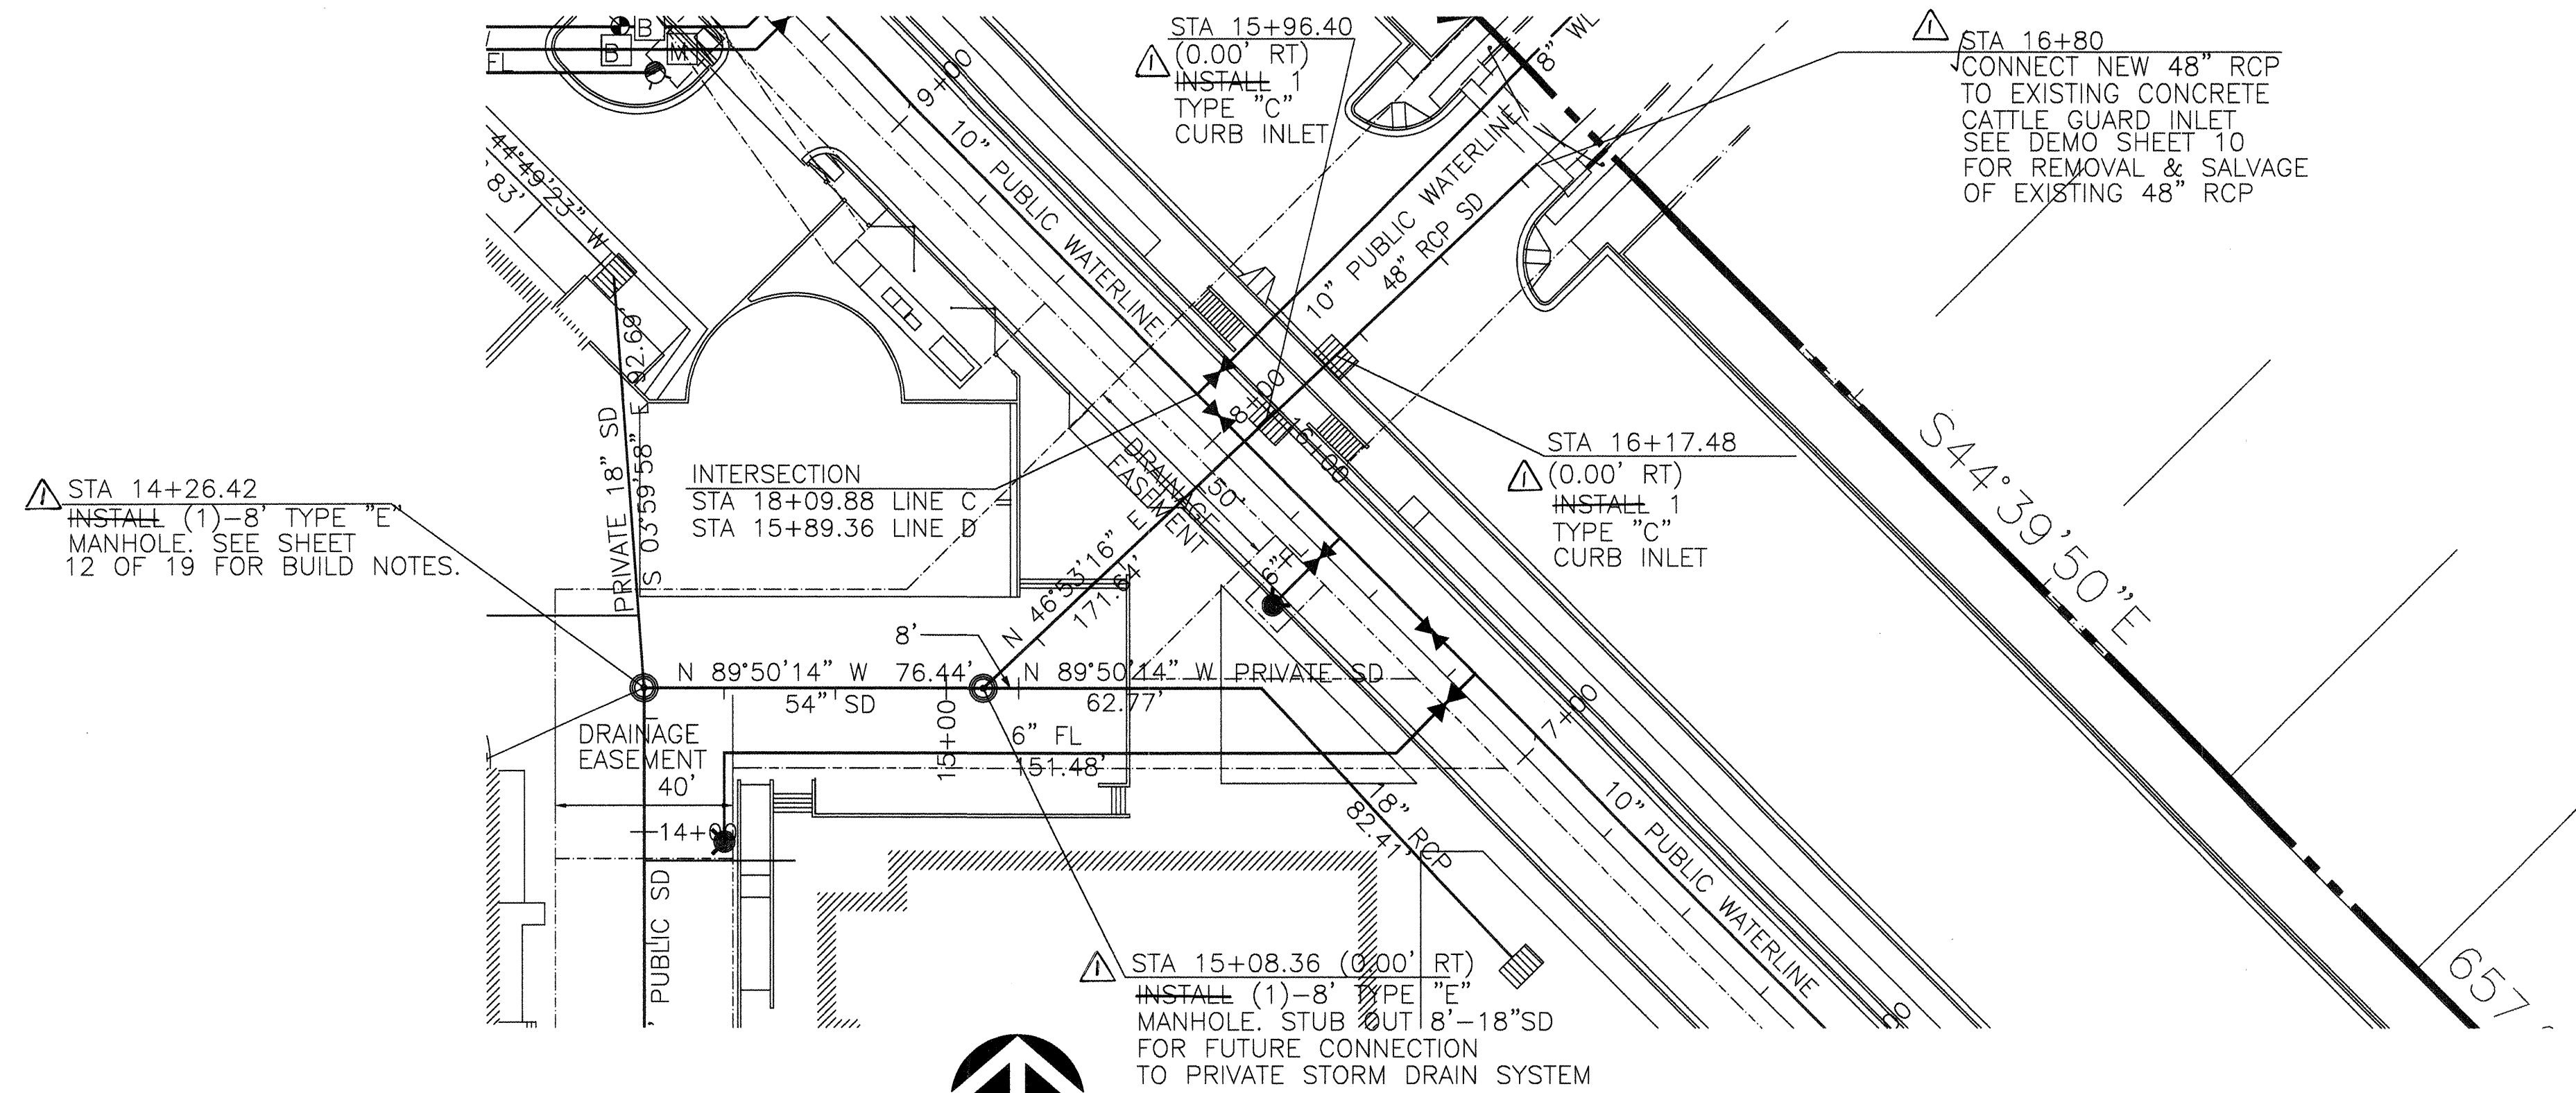 STA 15+96.40
(0.00' RT)
INSTALL 1
TYPE "C"
CURB INLET
1
STA 16+80
CONNECT NEW 48" RCP
TO EXISTING CONCRETE
CATTLE GUARD INLET
SEE DEMO SHEET 10
FOR REMOVAL & SALVAGE
OF EXISTING 48" RCP
1
B
B
M
FL
8" WL
9+00
10" PUBLIC WATERLINE
10" PUBLIC WATERLINE
48" RCP SD
44°49'23" W
83'
92.69'
PRIVATE 18" SD
S 03°59'58" E
INTERSECTION
STA 18+09.88 LINE C =
STA 15+89.36 LINE D
8+00
16+00
STA 16+17.48
(0.00' RT)
INSTALL 1
TYPE "C"
CURB INLET
1
STA 14+26.42
INSTALL (1)-8' TYPE "E"
MANHOLE. SEE SHEET
12 OF 19 FOR BUILD NOTES.
1
DRAINAGE
EASEMENT
50'
6" FL
N 46°53'16" E
171.64'
8'
N 89°50'14" W 76.44'
54" SD
N 89°50'14" W PRIVATE SD
62.77'
15+00
6" FL
151.48'
DRAINAGE
EASEMENT
40'
14+00
PUBLIC SD
7+00
18" RCP
82.41'
10" PUBLIC WATERLINE
S44°39'50"E
657
STA 15+08.36 (0.00' RT)
INSTALL (1)-8' TYPE "E"
MANHOLE. STUB OUT 8'-18"SD
FOR FUTURE CONNECTION
TO PRIVATE STORM DRAIN SYSTEM
1